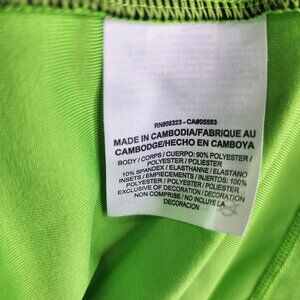 RN#56323 - CA#05553
MADE IN CAMBODIA/FABRIQUE AU
CAMBODGE/HECHO EN CAMBOYA
BODY / CORPS / CUERPO: 90% POLYESTER /
POLYESTER / POLIESTER
10% SPANDEX / ELASTHANNE / ELASTANO
INSETS / EMPIECEMENTS / INJERTOS: 100%
POLYESTER / POLYESTER / POLIESTER
EXCLUSIVE OF DECORATION / DECORATION
NON COMPRISE / NO INCLUYE LA
DECORACION